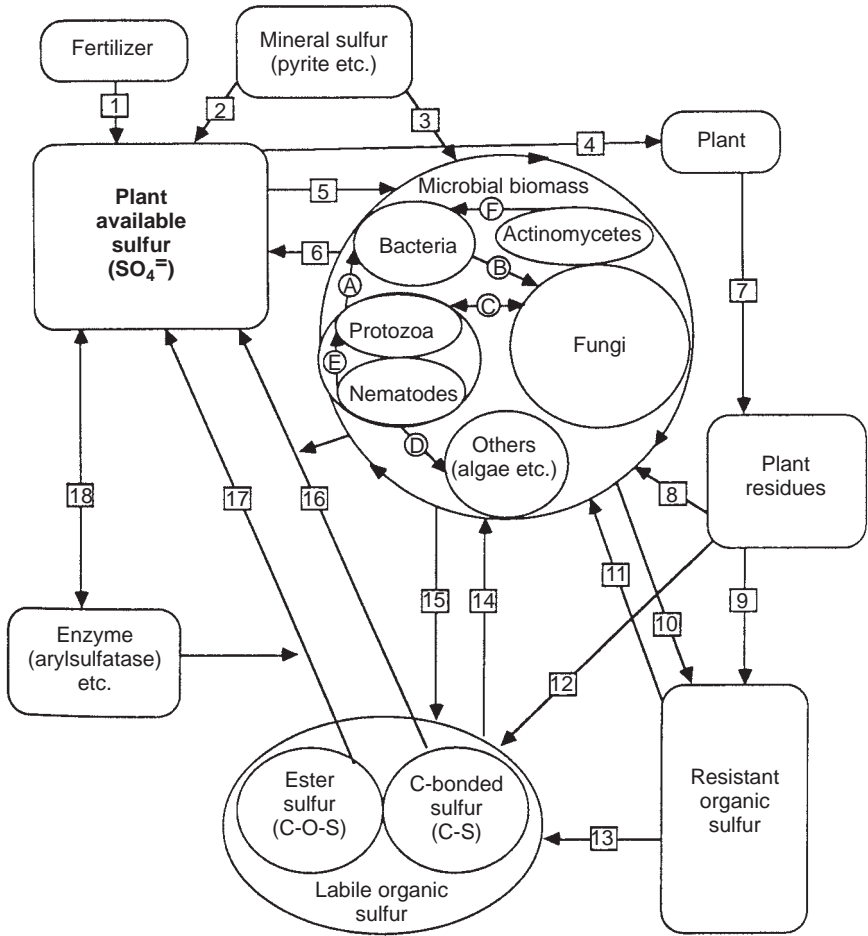 Fertilizer
Mineral sulfur
(pyrite etc.)
1
2
3
4
Plant
Plant
available
sulfur
(SO₄⁼)
5
6
Microbial biomass
F
Actinomycetes
Bacteria
B
A
C
Protozoa
E
Nematodes
Fungi
D
Others
(algae etc.)
7
Plant
residues
8
18
17
16
15
14
11
10
9
12
Enzyme
(arylsulfatase)
etc.
Ester
sulfur
(C-O-S)
C-bonded
sulfur
(C-S)
Labile organic
sulfur
13
Resistant
organic
sulfur